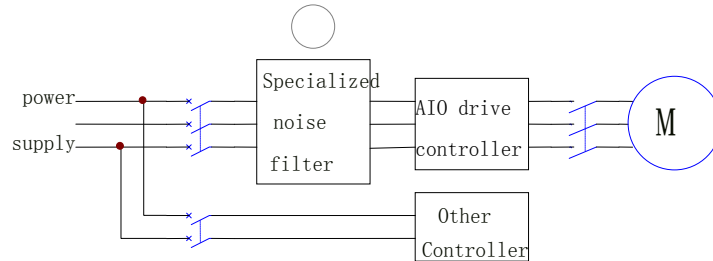 power
supply
Specialized
noise
filter
AIO drive
controller
M
Other
Controller